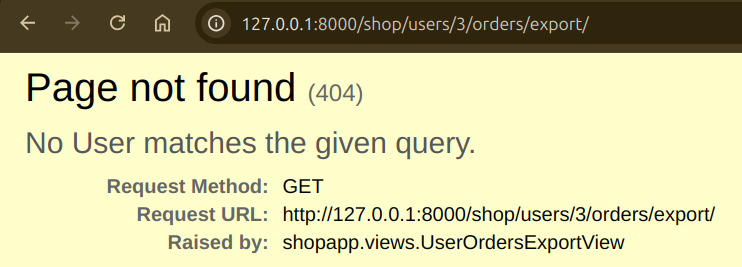 127.0.0.1:8000/shop/users/3/orders/export/
Page not found (404)
No User matches the given query.
Request Method: GET
Request URL: http://127.0.0.1:8000/shop/users/3/orders/export/
Raised by: shopapp.views.UserOrdersExportView